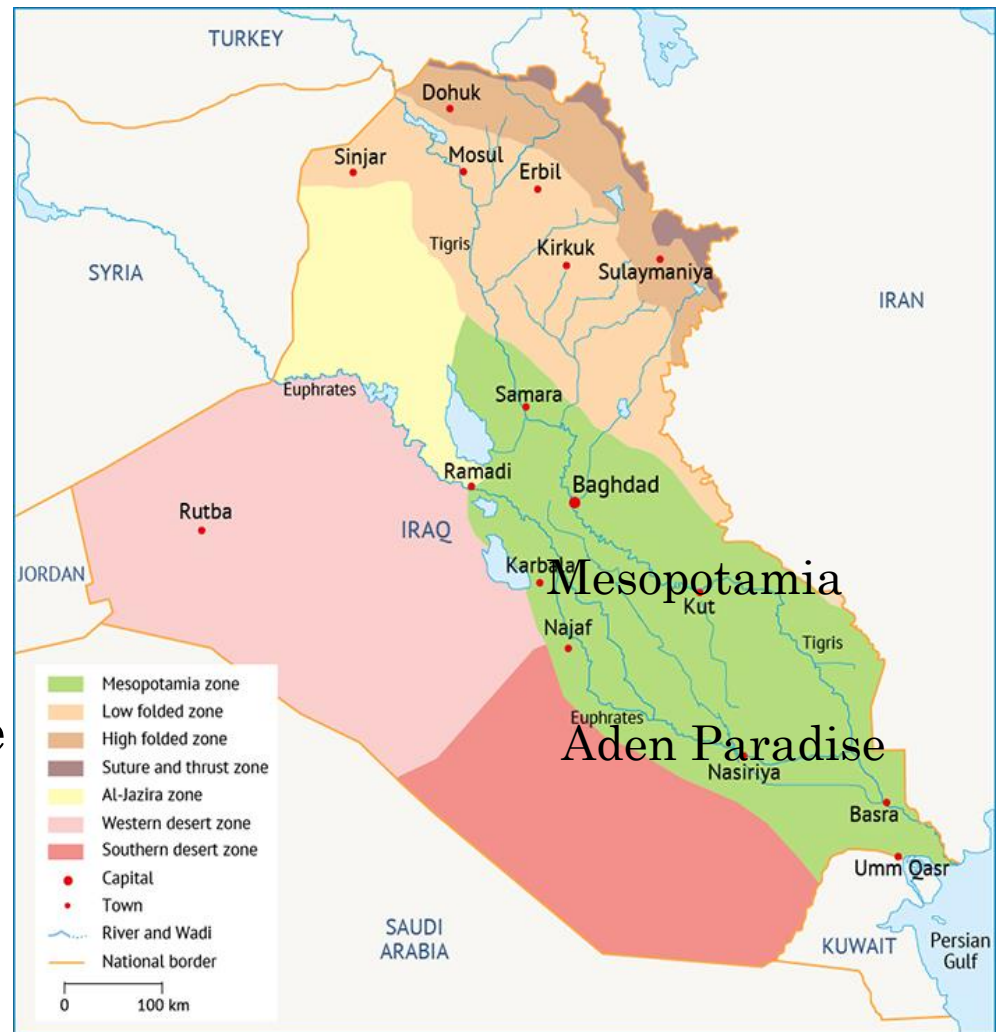 TURKEY
Dohuk
Sinjar
Mosul
Erbil
Tigris
Kirkuk
Sulaymaniya
SYRIA
IRAN
Euphrates
Samara
Ramadi
Baghdad
Rutba
IRAQ
JORDAN
Karbala
Mesopotamia
Kut
Najaf
Tigris
Euphrates
Aden Paradise
Nasiriya
Basra
Umm Qasr
SAUDI
ARABIA
KUWAIT
Persian
Gulf
e
Mesopotamia zone
Low folded zone
High folded zone
Suture and thrust zone
Al-Jazira zone
Western desert zone
Southern desert zone
Capital
Town
River and Wadi
National border
0 100 km